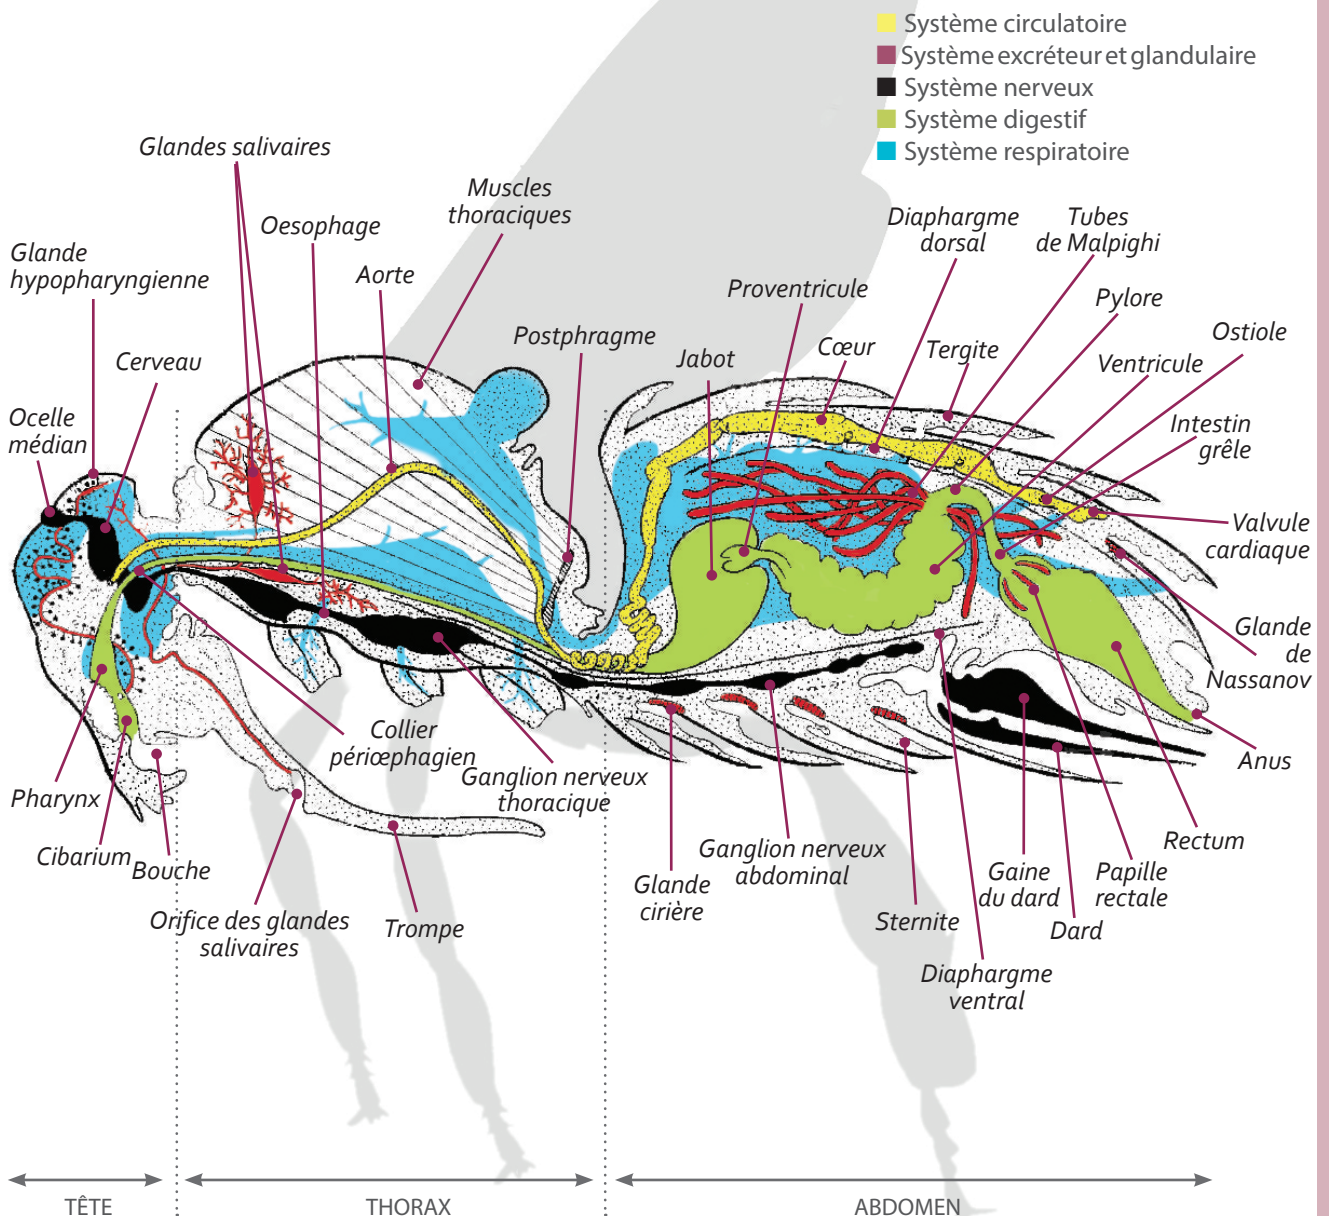 Système circulatoire
Système excréteur et glandulaire
Système nerveux
Système digestif
Système respiratoire
Glandes salivaires
Muscles
thoraciques
Oesophage
Glande
hypopharyngienne
Aorte
Cerveau
Postphragme
Ocelle
médian
Diaphargme
dorsal
Tubes
de Malpighi
Proventricule
Pylore
Ostiole
Jabot
Cœur
Tergite
Ventricule
Intestin
grêle
Valvule
cardiaque
Glande
de
Nassanov
Anus
Rectum
Papille
rectale
Dard
Gaine
du dard
Diaphargme
ventral
Sternite
Ganglion nerveux
abdominal
Glande
cirière
Collier
périœphagien
Ganglion nerveux
thoracique
Pharynx
Cibarium
Bouche
Orifice des glandes
salivaires
Trompe
TÊTE
THORAX
ABDOMEN